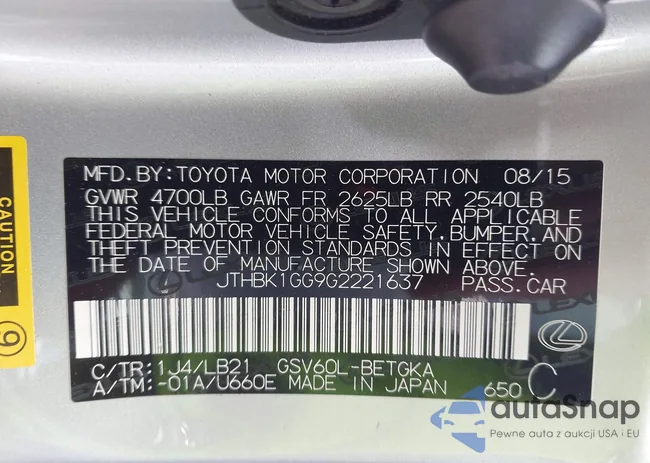 MFD.BY:TOYOTA MOTOR CORPORATION 08/15
GVWR 4700LB GAWR FR 2625LB RR 2540LB
THIS VEHICLE CONFORMS TO ALL APPLICABLE
FEDERAL MOTOR VEHICLE SAFETY,BUMPER,AND
THEFT PREVENTION STANDARDS IN EFFECT ON
THE DATE OF MANUFACTURE SHOWN ABOVE.
JTHBK1GG9G2221637 PASS.CAR
C/TR:1J4/LB21 GSV60L-BETGKA
A/TM:-01A/U660E MADE IN JAPAN 650 C
CAUTION
9
autoSnap
Pewne auta z aukcji USA i EU